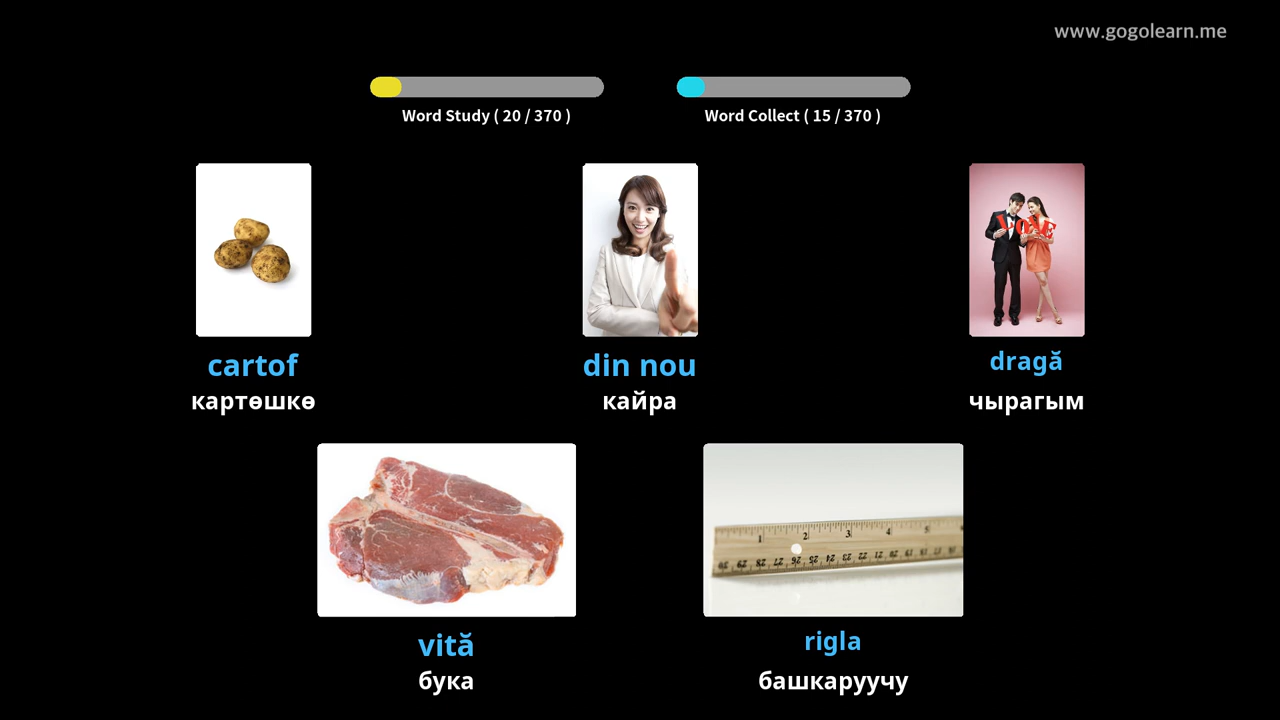 www.gogolearn.me
Word Study ( 20 / 370 )
Word Collect ( 15 / 370 )
cartof
картөшкө
din nou
кайра
dragă
чырагым
LOVE
vită
бука
rigla
башкаруучу